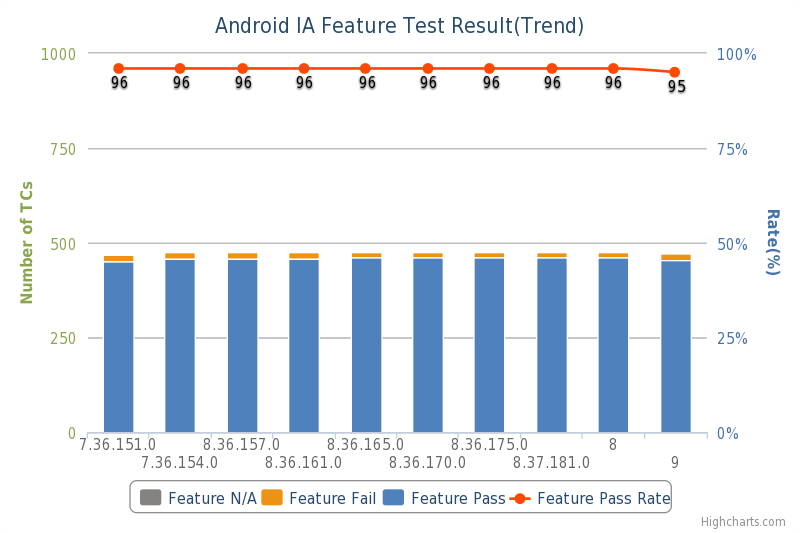 Android IA Feature Test Result(Trend)
1000
750
500
250
0
Number of TCs
100%
75%
50%
25%
0%
Rate(%)
96 96 96 96 96 96 96 96 96 95
7.36.151.0 8.36.157.0 8.36.165.0 8.36.175.0 8
7.36.154.0 8.36.161.0 8.36.170.0 8.37.181.0 9
Feature N/A Feature Fail Feature Pass Feature Pass Rate
Highcharts.com